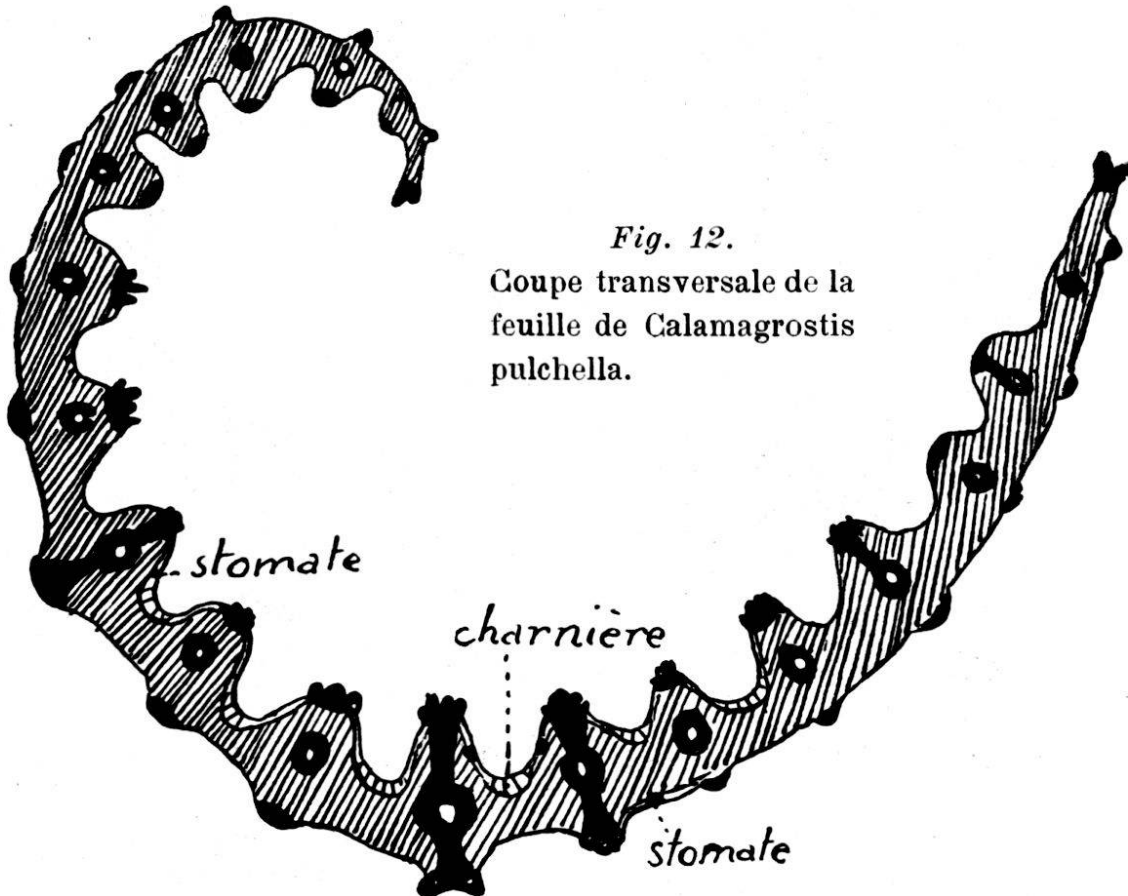 Fig. 12.
Coupe transversale de la
feuille de Calamagrostis
pulchella.
stomate
charnière
stomate